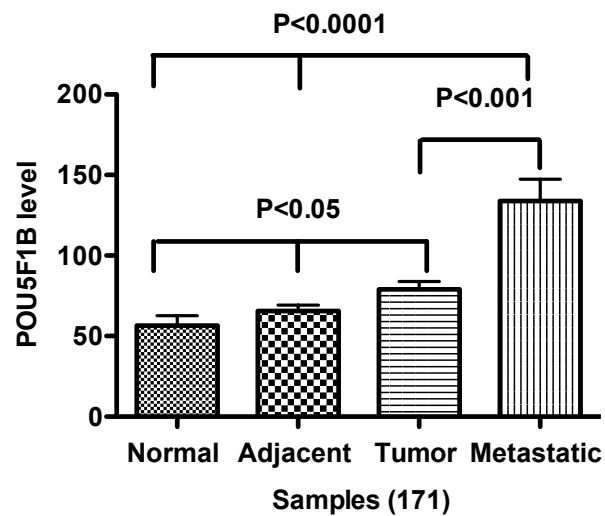 P<0.0001
200
P<0.001
150
P<0.05
100
50
0
POU5F1B level
Normal Adjacent Tumor Metastatic
Samples (171)